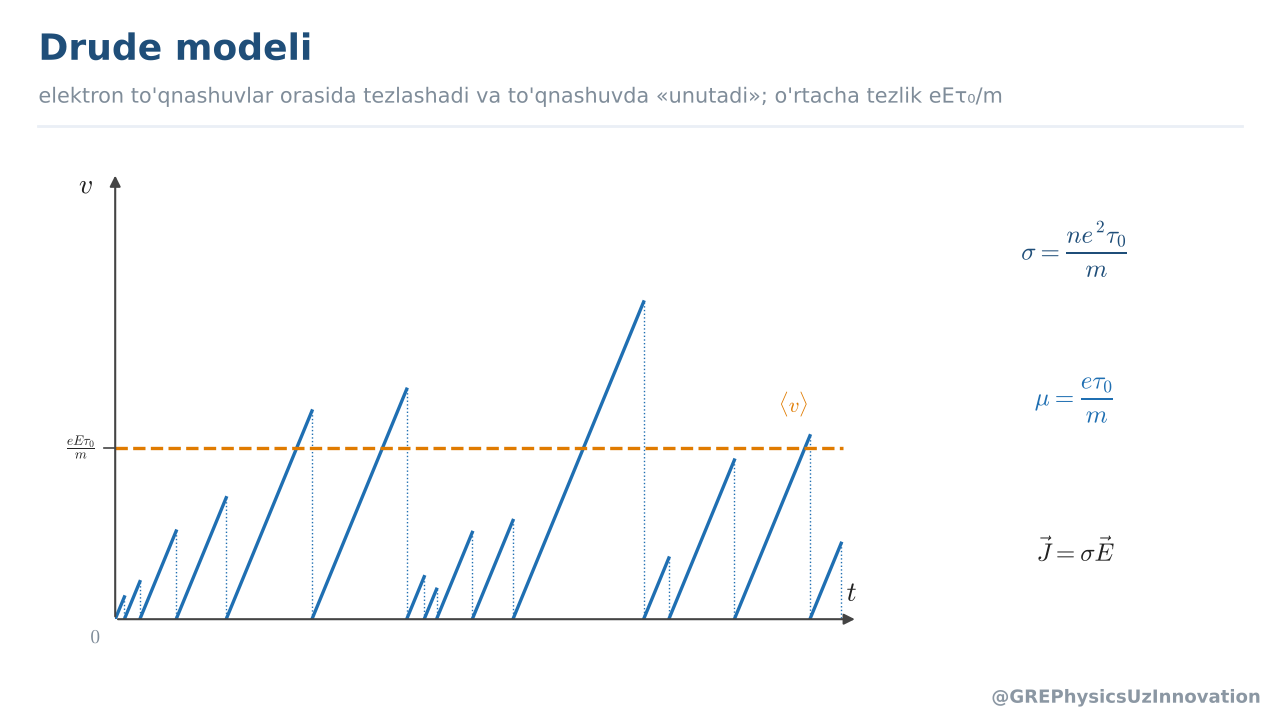 Drude modeli
elektron to'qnashuvlar orasida tezlashadi va to'qnashuvda «unutadi»; o'rtacha tezlik eEτ₀/m
v
σ = ne²τ₀/m
μ = eτ₀/m
⟨v⟩
eEτ₀/m
J⃗ = σE⃗
t
0
@GREPhysicsUzInnovation